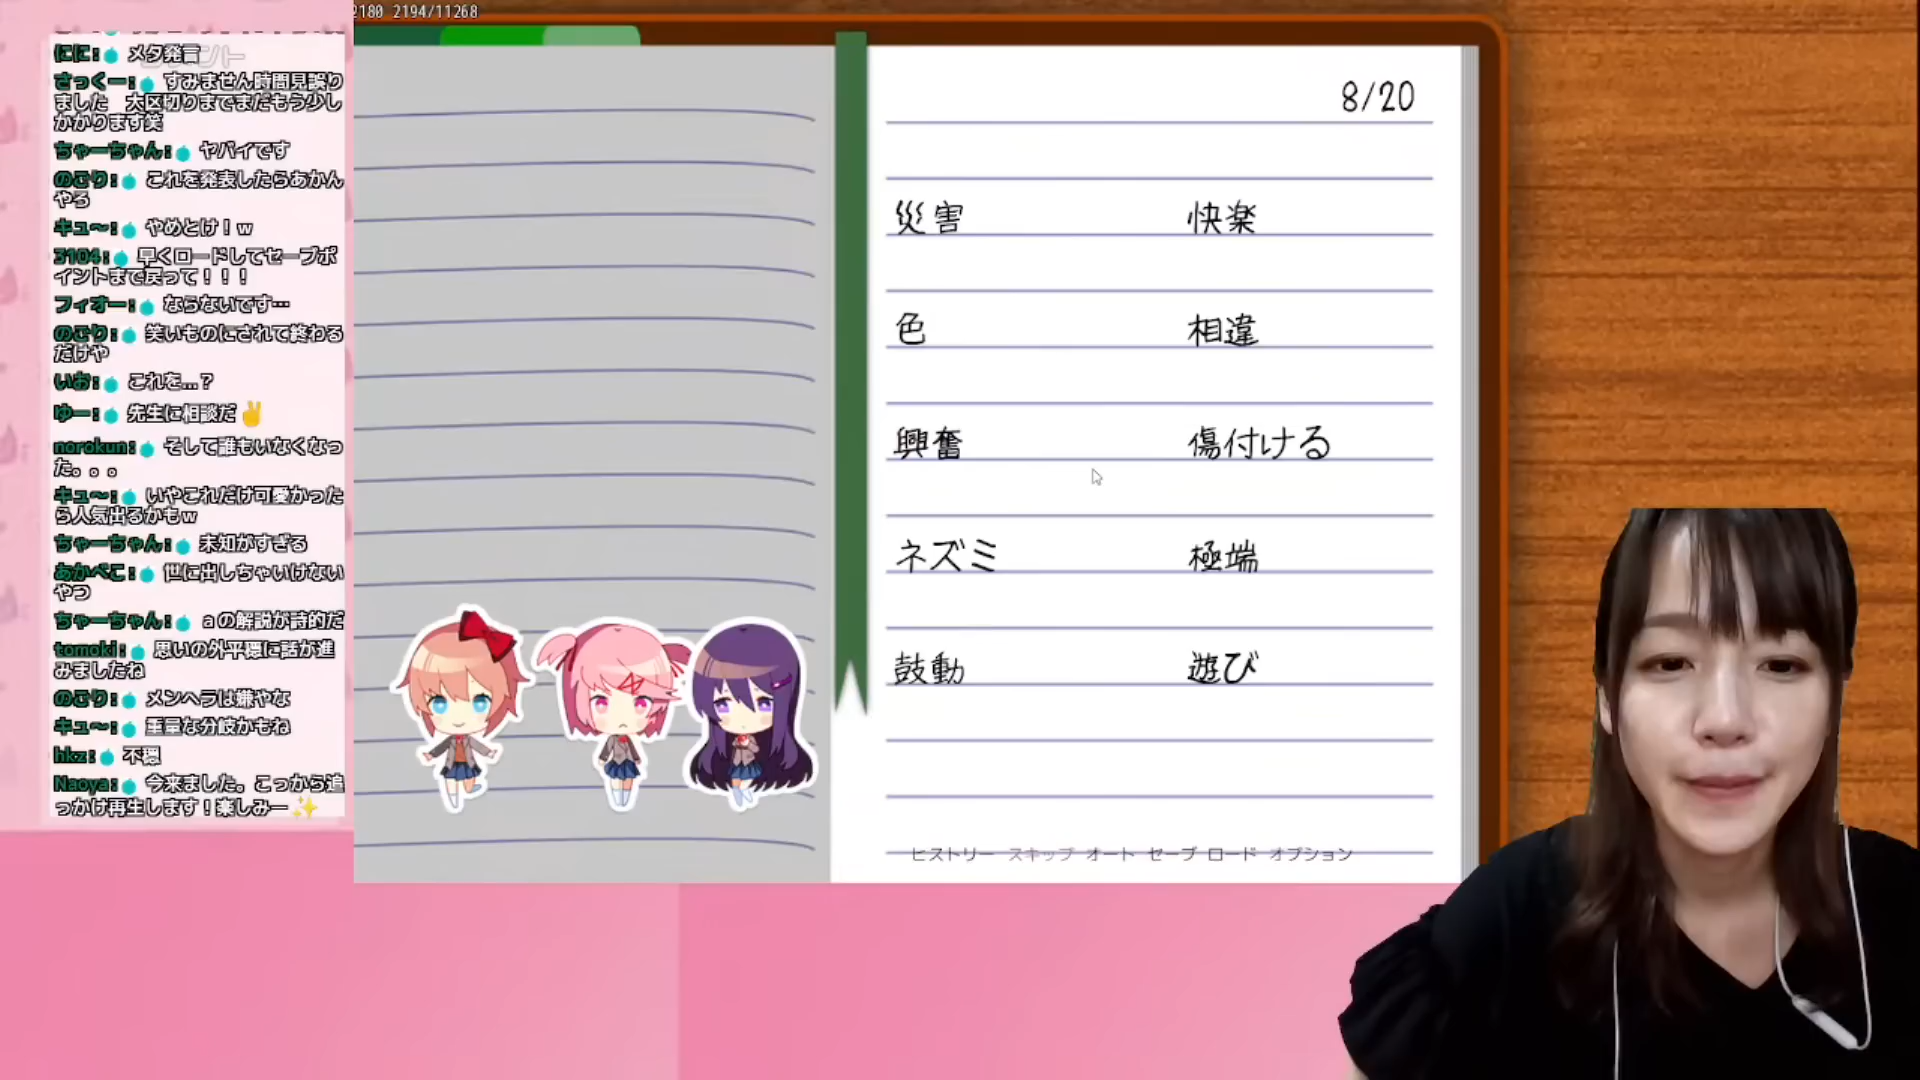 2180 2194/11268
にに: メタ発言
さっくー: すみません時間見誤り
ました 大区切りまでまだもう少し
かかります笑
ちゃーちゃん: ヤバイです
のごり: これを発表したらあかん
やろ
キュ〜: やめとけ！w
3104: 早くロードしてセーブポ
イントまで戻って！！！
フィオー: ならないです…
のごり: 笑いものにされて終わる
だけや
いお: これを...？
ゆー: 先生に相談だ✌
norokun: そして誰もいなくなっ
た。。。
キュ〜: いやこれだけ可愛かった
ら人気出るかもw
ちゃーちゃん: 未知がすぎる
あかべこ: 世に出しちゃいけない
やつ
ちゃーちゃん: aの解説が詩的だ
tomoki: 思いの外平穏に話が進
みましたね
のごり: メンヘラは嫌やな
キュ〜: 重量な分岐かもね
hkz: 不穏
Naoya: 今来ました。こっから追
っかけ再生します！楽しみー✨
8/20
災害 快楽
色 相違
興奮 傷付ける
ネズミ 極端
鼓動 遊び
ヒストリー スキップ オート セーブ ロード オプション